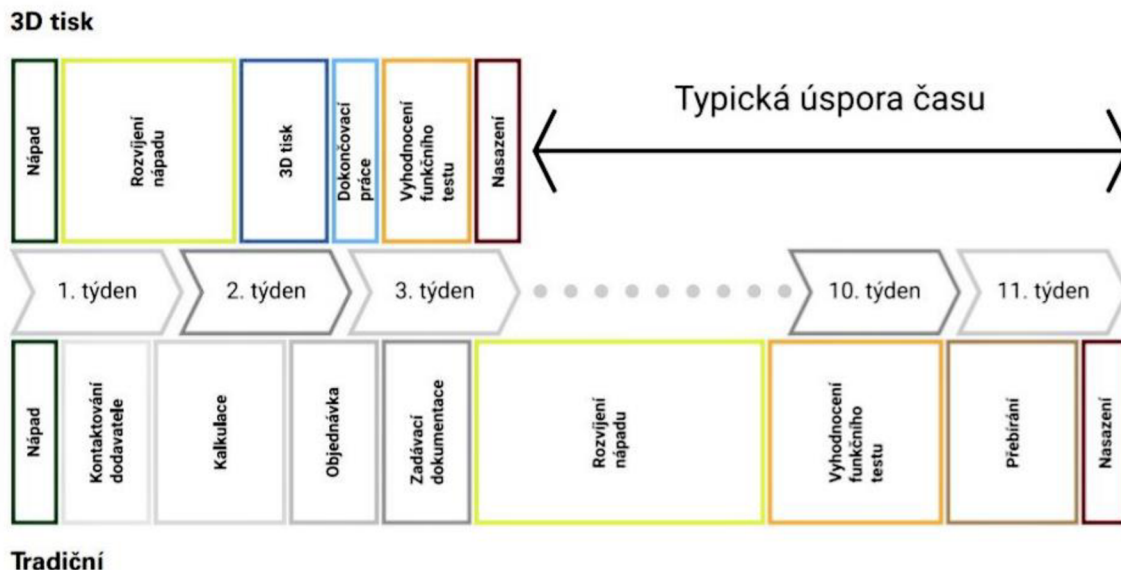 3D tisk
Nápad
Rozvíjení
nápadu
3D tisk
Dokončovací
práce
Vyhodnocení
funkčního
testu
Nasazení
Typická úspora času
1. týden
2. týden
3. týden
10. týden
11. týden
Nápad
Kontaktování
dodavatele
Kalkulace
Objednávka
Zadávací
dokumentace
Rozvíjení
nápadu
Vyhodnocení
funkčního
testu
Přebírání
Nasazení
Tradiční